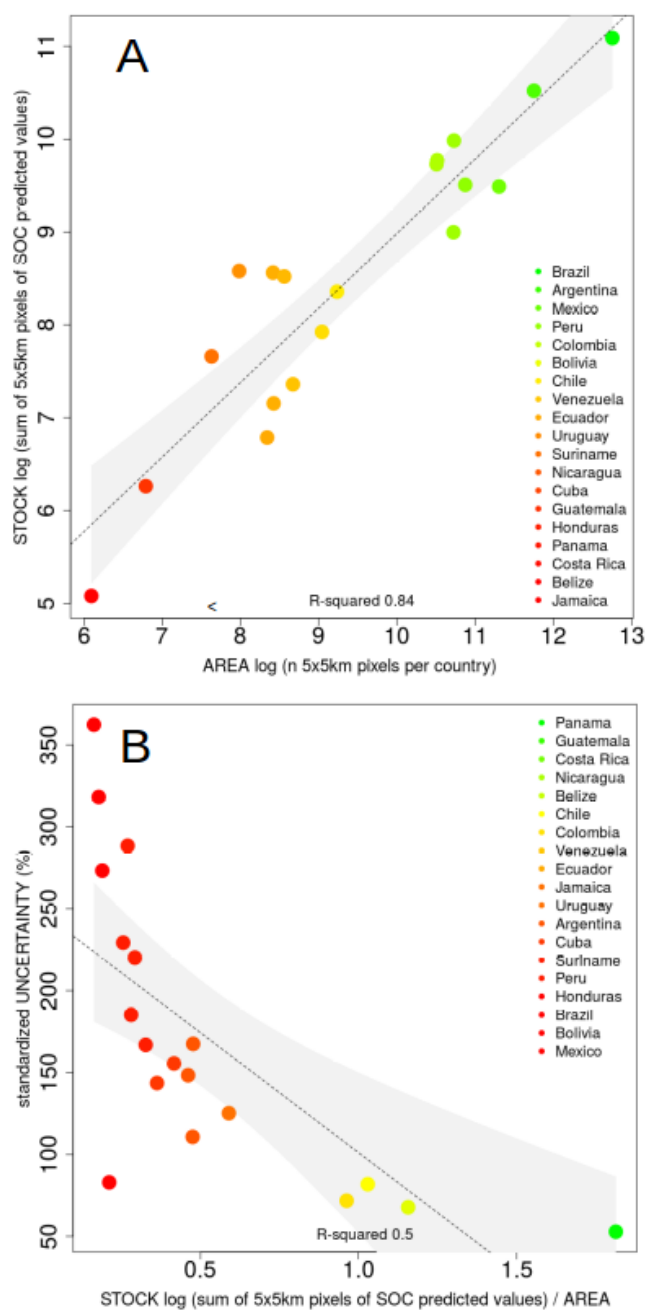 A
STOCK log (sum of 5x5km pixels of SOC predicted values)
11
10
9
8
7
6
5
Brazil
Argentina
Mexico
Peru
Colombia
Bolivia
Chile
Venezuela
Ecuador
Uruguay
Suriname
Nicaragua
Cuba
Guatemala
Honduras
Panama
Costa Rica
Belize
Jamaica
<
R-squared 0.84
6 7 8 9 10 11 12 13
AREA log (n 5x5km pixels per country)
B
standardized UNCERTAINTY (%)
350
300
250
200
150
100
50
Panama
Guatemala
Costa Rica
Nicaragua
Belize
Chile
Colombia
Venezuela
Ecuador
Jamaica
Uruguay
Argentina
Cuba
Suriname
Peru
Honduras
Brazil
Bolivia
Mexico
R-squared 0.5
0.5 1.0 1.5
STOCK log (sum of 5x5km pixels of SOC predicted values) / AREA